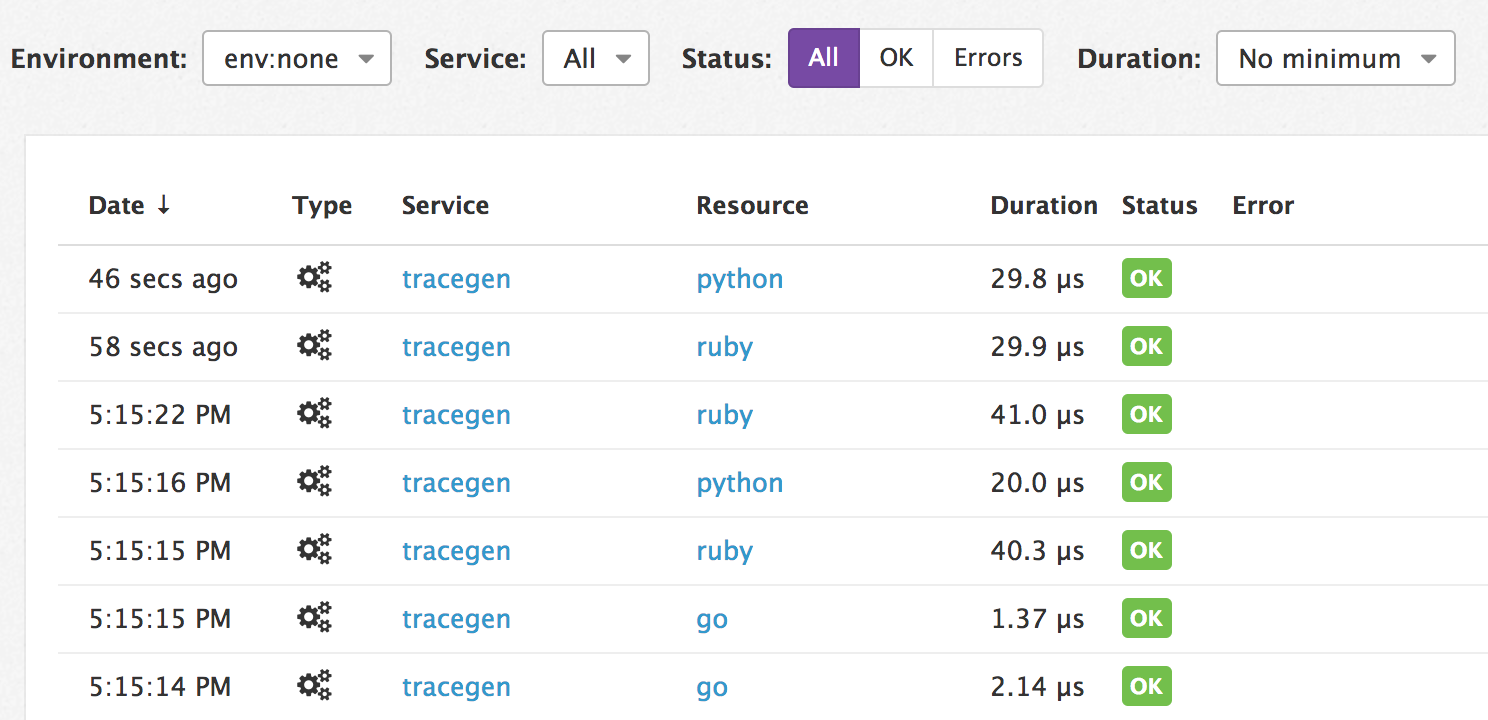 Environment: env:none Service: All Status: All OK Errors Duration: No minimum
Date ↓ Type Service Resource Duration Status Error
46 secs ago tracegen python 29.8 µs OK
58 secs ago tracegen ruby 29.9 µs OK
5:15:22 PM tracegen ruby 41.0 µs OK
5:15:16 PM tracegen python 20.0 µs OK
5:15:15 PM tracegen ruby 40.3 µs OK
5:15:15 PM tracegen go 1.37 µs OK
5:15:14 PM tracegen go 2.14 µs OK